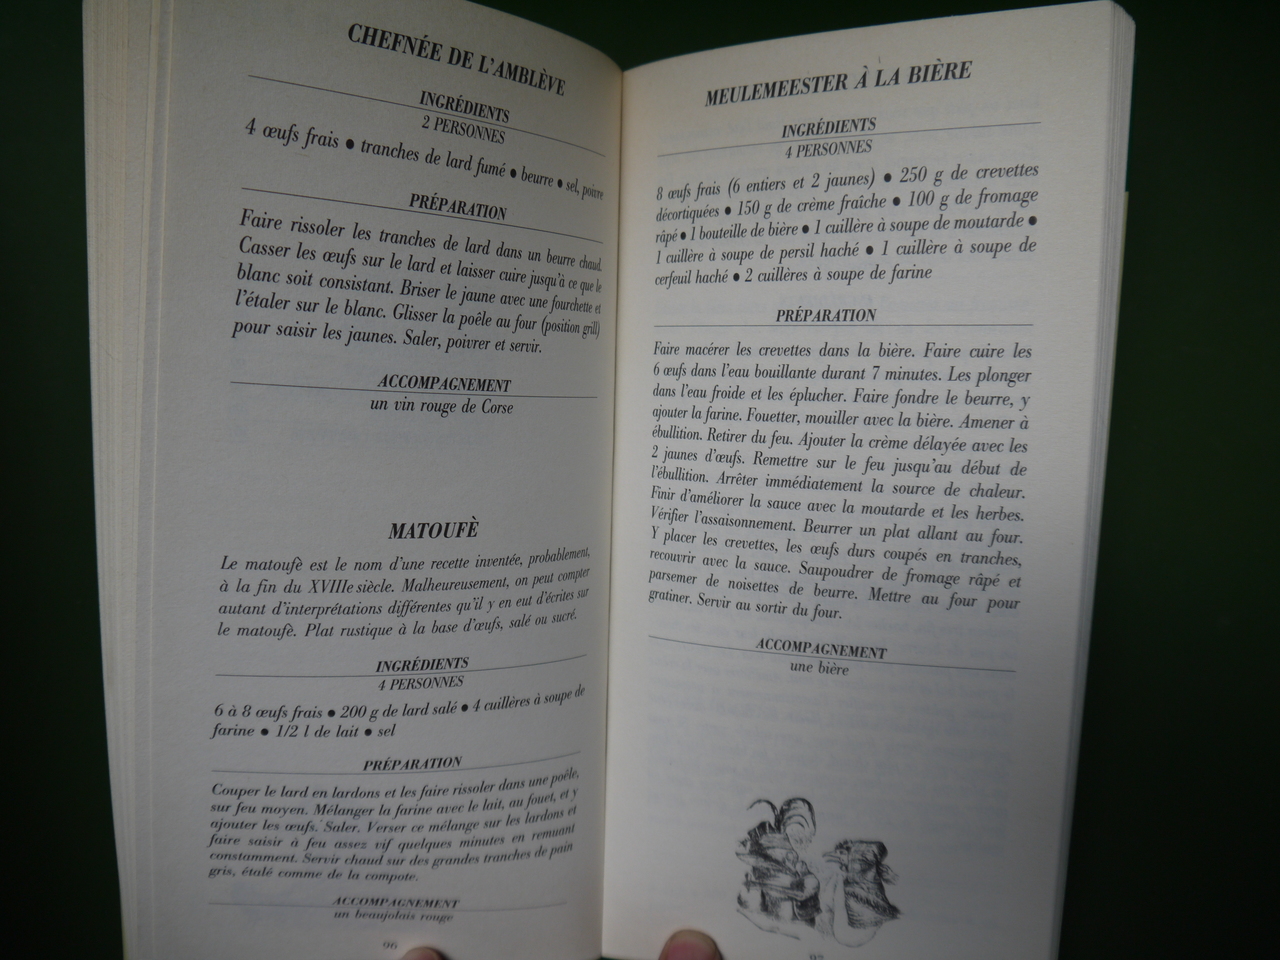 CHEFNÉE DE L'AMBLÈVE
INGRÉDIENTS
2 PERSONNES
4 œufs frais ● tranches de lard fumé ● beurre ● sel, poivre
PRÉPARATION
Faire rissoler les tranches de lard dans un beurre chaud.
Casser les œufs sur le lard et laisser cuire jusqu'à ce que le
blanc soit consistant. Briser le jaune avec une fourchette et
l'étaler sur le blanc. Glisser la poêle au four (position grill)
pour saisir les jaunes. Saler, poivrer et servir.
ACCOMPAGNEMENT
un vin rouge de Corse
MATOUFÈ
Le matoufè est le nom d'une recette inventée, probablement,
à la fin du XVIIIe siècle. Malheureusement, on peut compter
autant d'interprétations différentes qu'il y en eut d'écrites sur
le matoufè. Plat rustique à la base d'œufs, salé ou sucré.
INGRÉDIENTS
4 PERSONNES
6 à 8 œufs frais ● 200 g de lard salé ● 4 cuillères à soupe de
farine ● 1/2 l de lait ● sel
PRÉPARATION
Couper le lard en lardons et les faire rissoler dans une poêle,
sur feu moyen. Mélanger la farine avec le lait, au fouet, et y
ajouter les œufs. Saler. Verser ce mélange sur les lardons et
faire saisir à feu assez vif quelques minutes en remuant
constamment. Servir chaud sur des grandes tranches de pain
gris, étalé comme de la compote.
ACCOMPAGNEMENT
un beaujolais rouge
96
MEULEMEESTER À LA BIÈRE
INGRÉDIENTS
4 PERSONNES
8 œufs frais (6 entiers et 2 jaunes) ● 250 g de crevettes
décortiquées ● 150 g de crème fraîche ● 100 g de fromage
râpé ● 1 bouteille de bière ● 1 cuillère à soupe de moutarde ●
1 cuillère à soupe de persil haché ● 1 cuillère à soupe de
cerfeuil haché ● 2 cuillères à soupe de farine
PRÉPARATION
Faire macérer les crevettes dans la bière. Faire cuire les
6 œufs dans l'eau bouillante durant 7 minutes. Les plonger
dans l'eau froide et les éplucher. Faire fondre le beurre, y
ajouter la farine. Fouetter, mouiller avec la bière. Amener à
ébullition. Retirer du feu. Ajouter la crème délayée avec les
2 jaunes d'œufs. Remettre sur le feu jusqu'au début de
l'ébullition. Arrêter immédiatement la source de chaleur.
Finir d'améliorer la sauce avec la moutarde et les herbes.
Vérifier l'assaisonnement. Beurrer un plat allant au four.
Y placer les crevettes, les œufs durs coupés en tranches,
recouvrir avec la sauce. Saupoudrer de fromage râpé et
parsemer de noisettes de beurre. Mettre au four pour
gratiner. Servir au sortir du four.
ACCOMPAGNEMENT
une bière